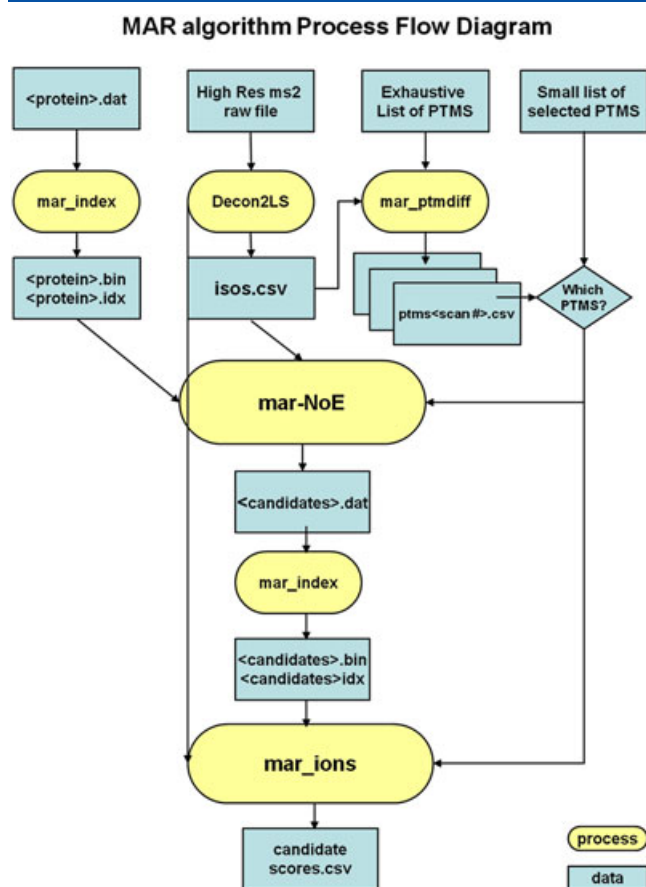 MAR algorithm Process Flow Diagram
<protein>.dat
High Res ms2
raw file
Exhaustive
List of PTMS
Small list of
selected PTMS
mar_index
Decon2LS
mar_ptmdiff
<protein>.bin
<protein>.idx
isos.csv
ptms<scan #>.csv
Which
PTMS?
mar-NoE
<candidates>.dat
mar_index
<candidates>.bin
<candidates>idx
mar_ions
candidate
scores.csv
process
data